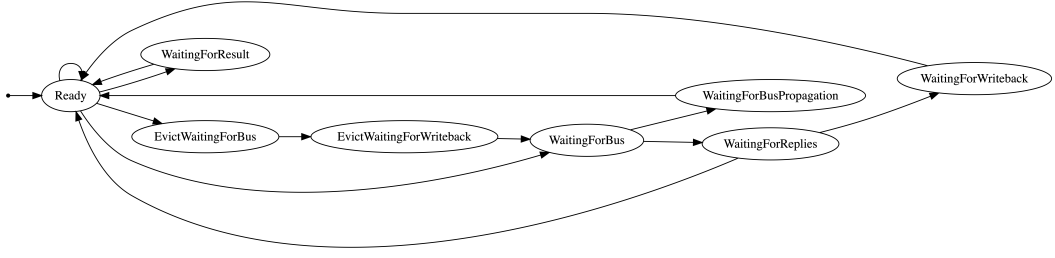 WaitingForResult
WaitingForWriteback
Ready
WaitingForBusPropagation
EvictWaitingForBus
EvictWaitingForWriteback
WaitingForBus
WaitingForReplies